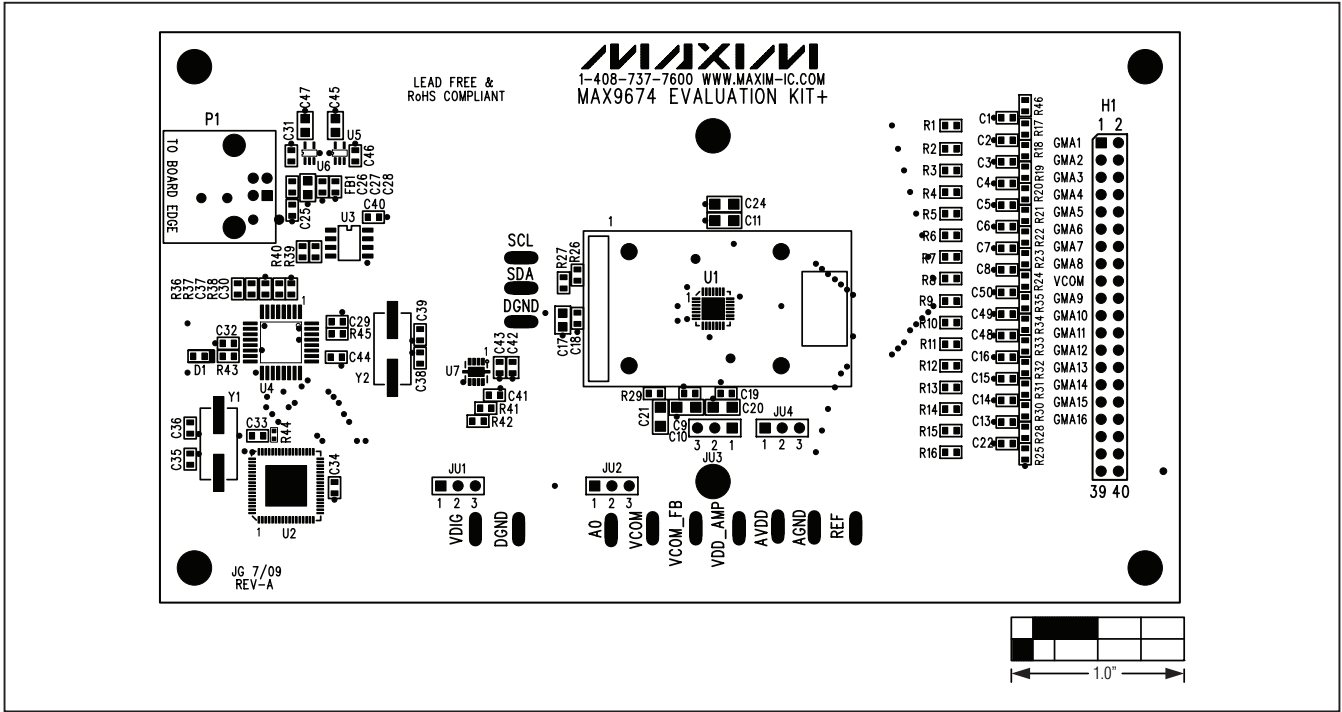 MAXIM
1-408-737-7600 WWW.MAXIM-IC.COM
MAX9674 EVALUATION KIT+
LEAD FREE &
RoHS COMPLIANT
P1
TO BOARD EDGE
C47
C45
C31
U5
U6
C46
FB1
C26
C27
C28
C25
U3
C40
R40
R39
R36
R37
C37
R38
C30
1
C32
C29
R45
C44
D1
R43
U4
Y2
C39
C38
Y1
C36
C35
C33
R44
C34
1
U2
JG 7/09
REV-A
SCL
SDA
DGND
R27
R26
C17
C18
U7
1
C43
C42
C41
R41
R42
C24
C11
1
U1
1
R29
C19
C21
C9
C10
C20
JU4
1 2 3
3 2 1
JU3
JU1
1 2 3
JU2
1 2 3
VDIG
DGND
A0
VCOM
VCOM_FB
VDD_AMP
AVDD
AGND
REF
R1
R2
R3
R4
R5
R6
R7
R8
R9
R10
R11
R12
R13
R14
R15
R16
C1
C2
C3
C4
C5
C6
C7
C8
C50
C49
C48
C16
C15
C14
C13
C22
R46
R17
R18
R19
R20
R21
R22
R23
R24
R35
R34
R33
R32
R31
R30
R28
R25
H1
1 2
GMA1
GMA2
GMA3
GMA4
GMA5
GMA6
GMA7
GMA8
VCOM
GMA9
GMA10
GMA11
GMA12
GMA13
GMA14
GMA15
GMA16
39 40
1.0"